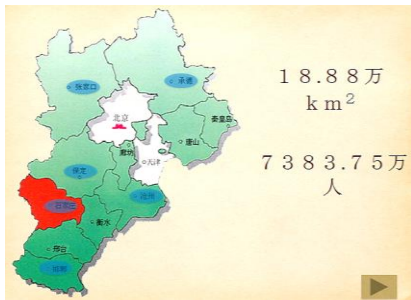 承德
张家口
秦皇岛
北京
唐山
廊坊
天津
保定
沧州
石家庄
衡水
邢台
邯郸
18.88万
km²
7383.75万
人